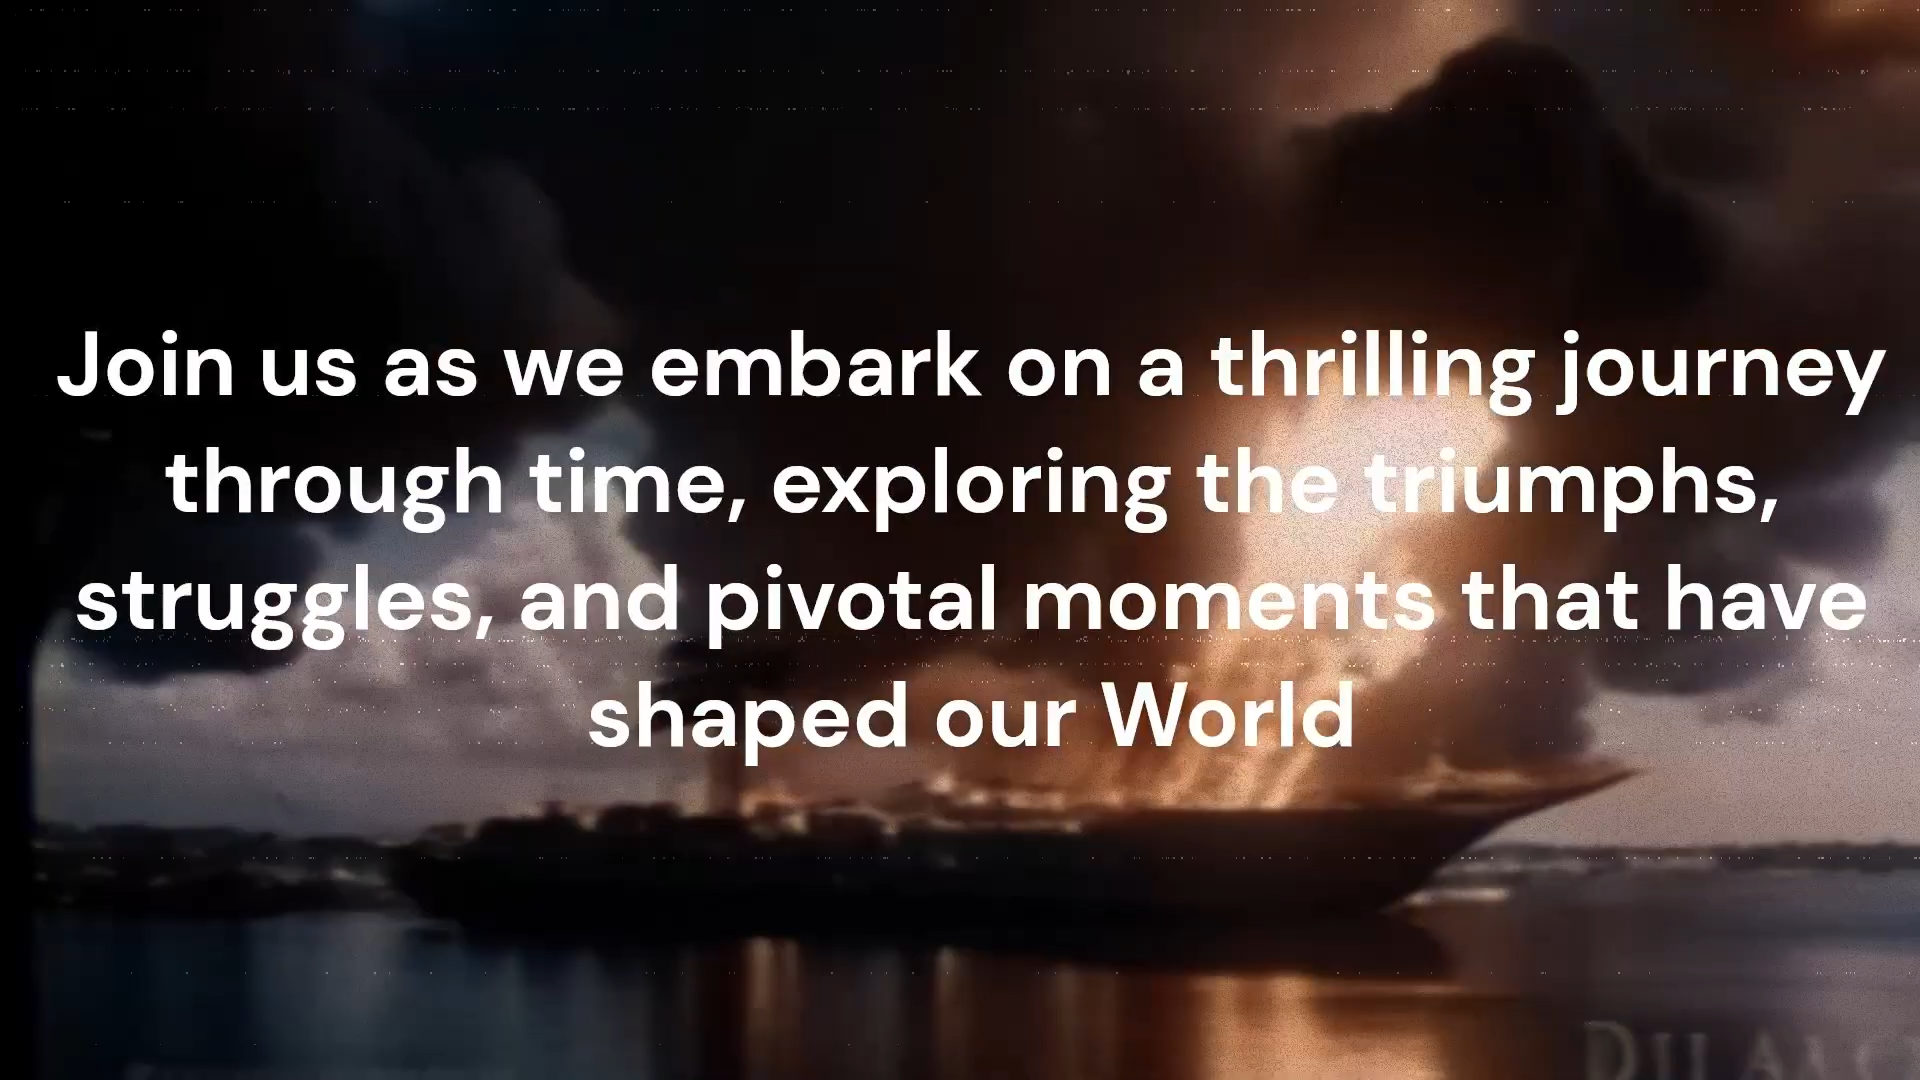 Join us as we embark on a thrilling journey
through time, exploring the triumphs,
struggles, and pivotal moments that have
shaped our World